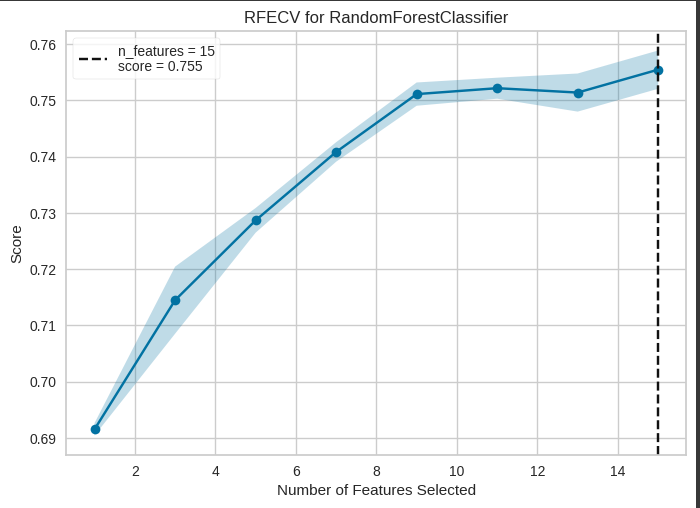 RFECV for RandomForestClassifier
n_features = 15
score = 0.755
0.76
0.75
0.74
0.73
0.72
0.71
0.70
0.69
Score
2 4 6 8 10 12 14
Number of Features Selected